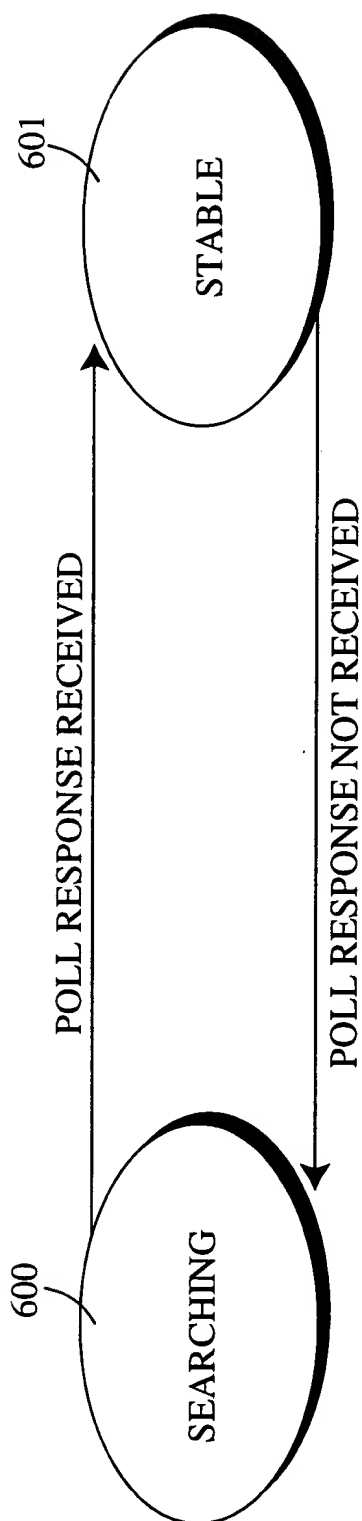 600
SEARCHING
POLL RESPONSE RECEIVED
POLL RESPONSE NOT RECEIVED
601
STABLE